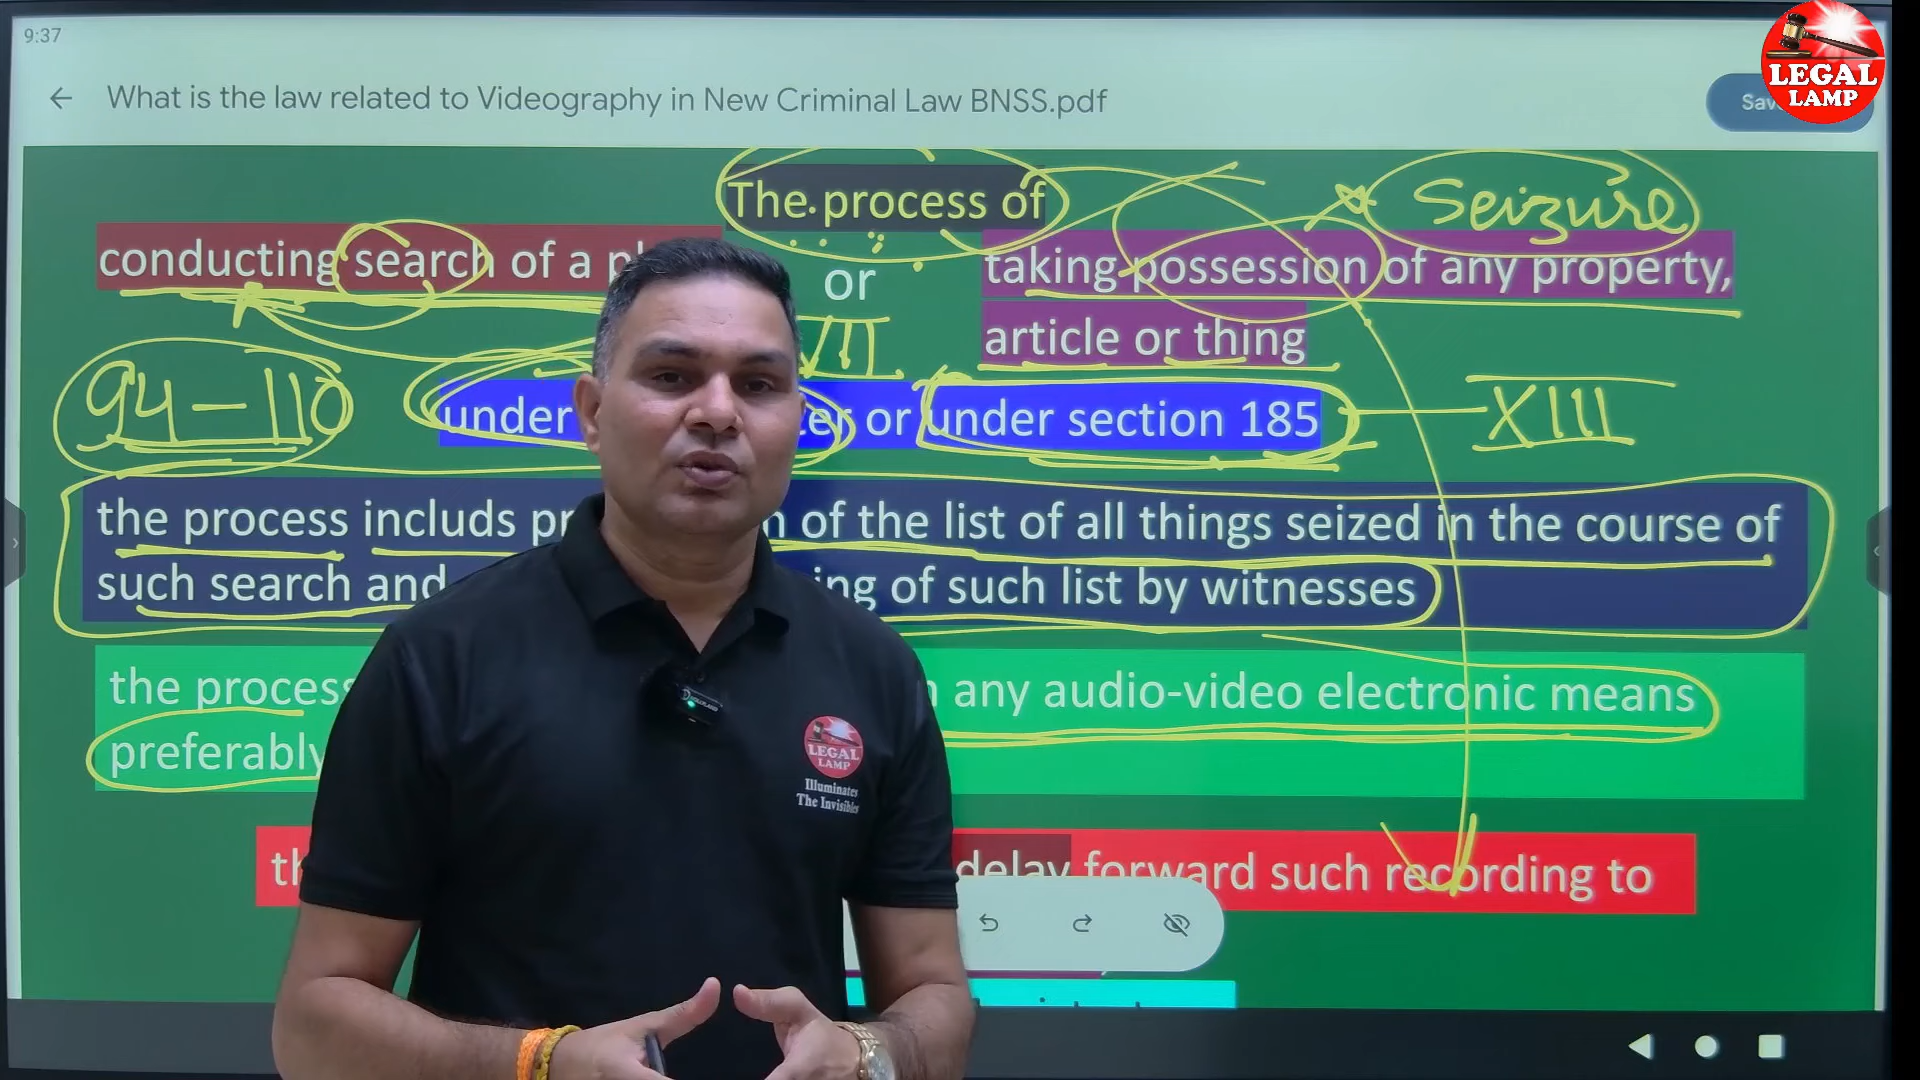 9:37
What is the law related to Videography in New Criminal Law BNSS.pdf
LEGAL
LAMP
The process of
Seizure
conducting search of a
or
taking possession of any property,
VII
article or thing
94-110
under
or under section 185
XIII
the process includs
of the list of all things seized in the course of
such search and
of such list by witnesses
the process
any audio-video electronic means
preferably
LEGAL
LAMP
Illuminates
The Invisibles
delay forward such recording to